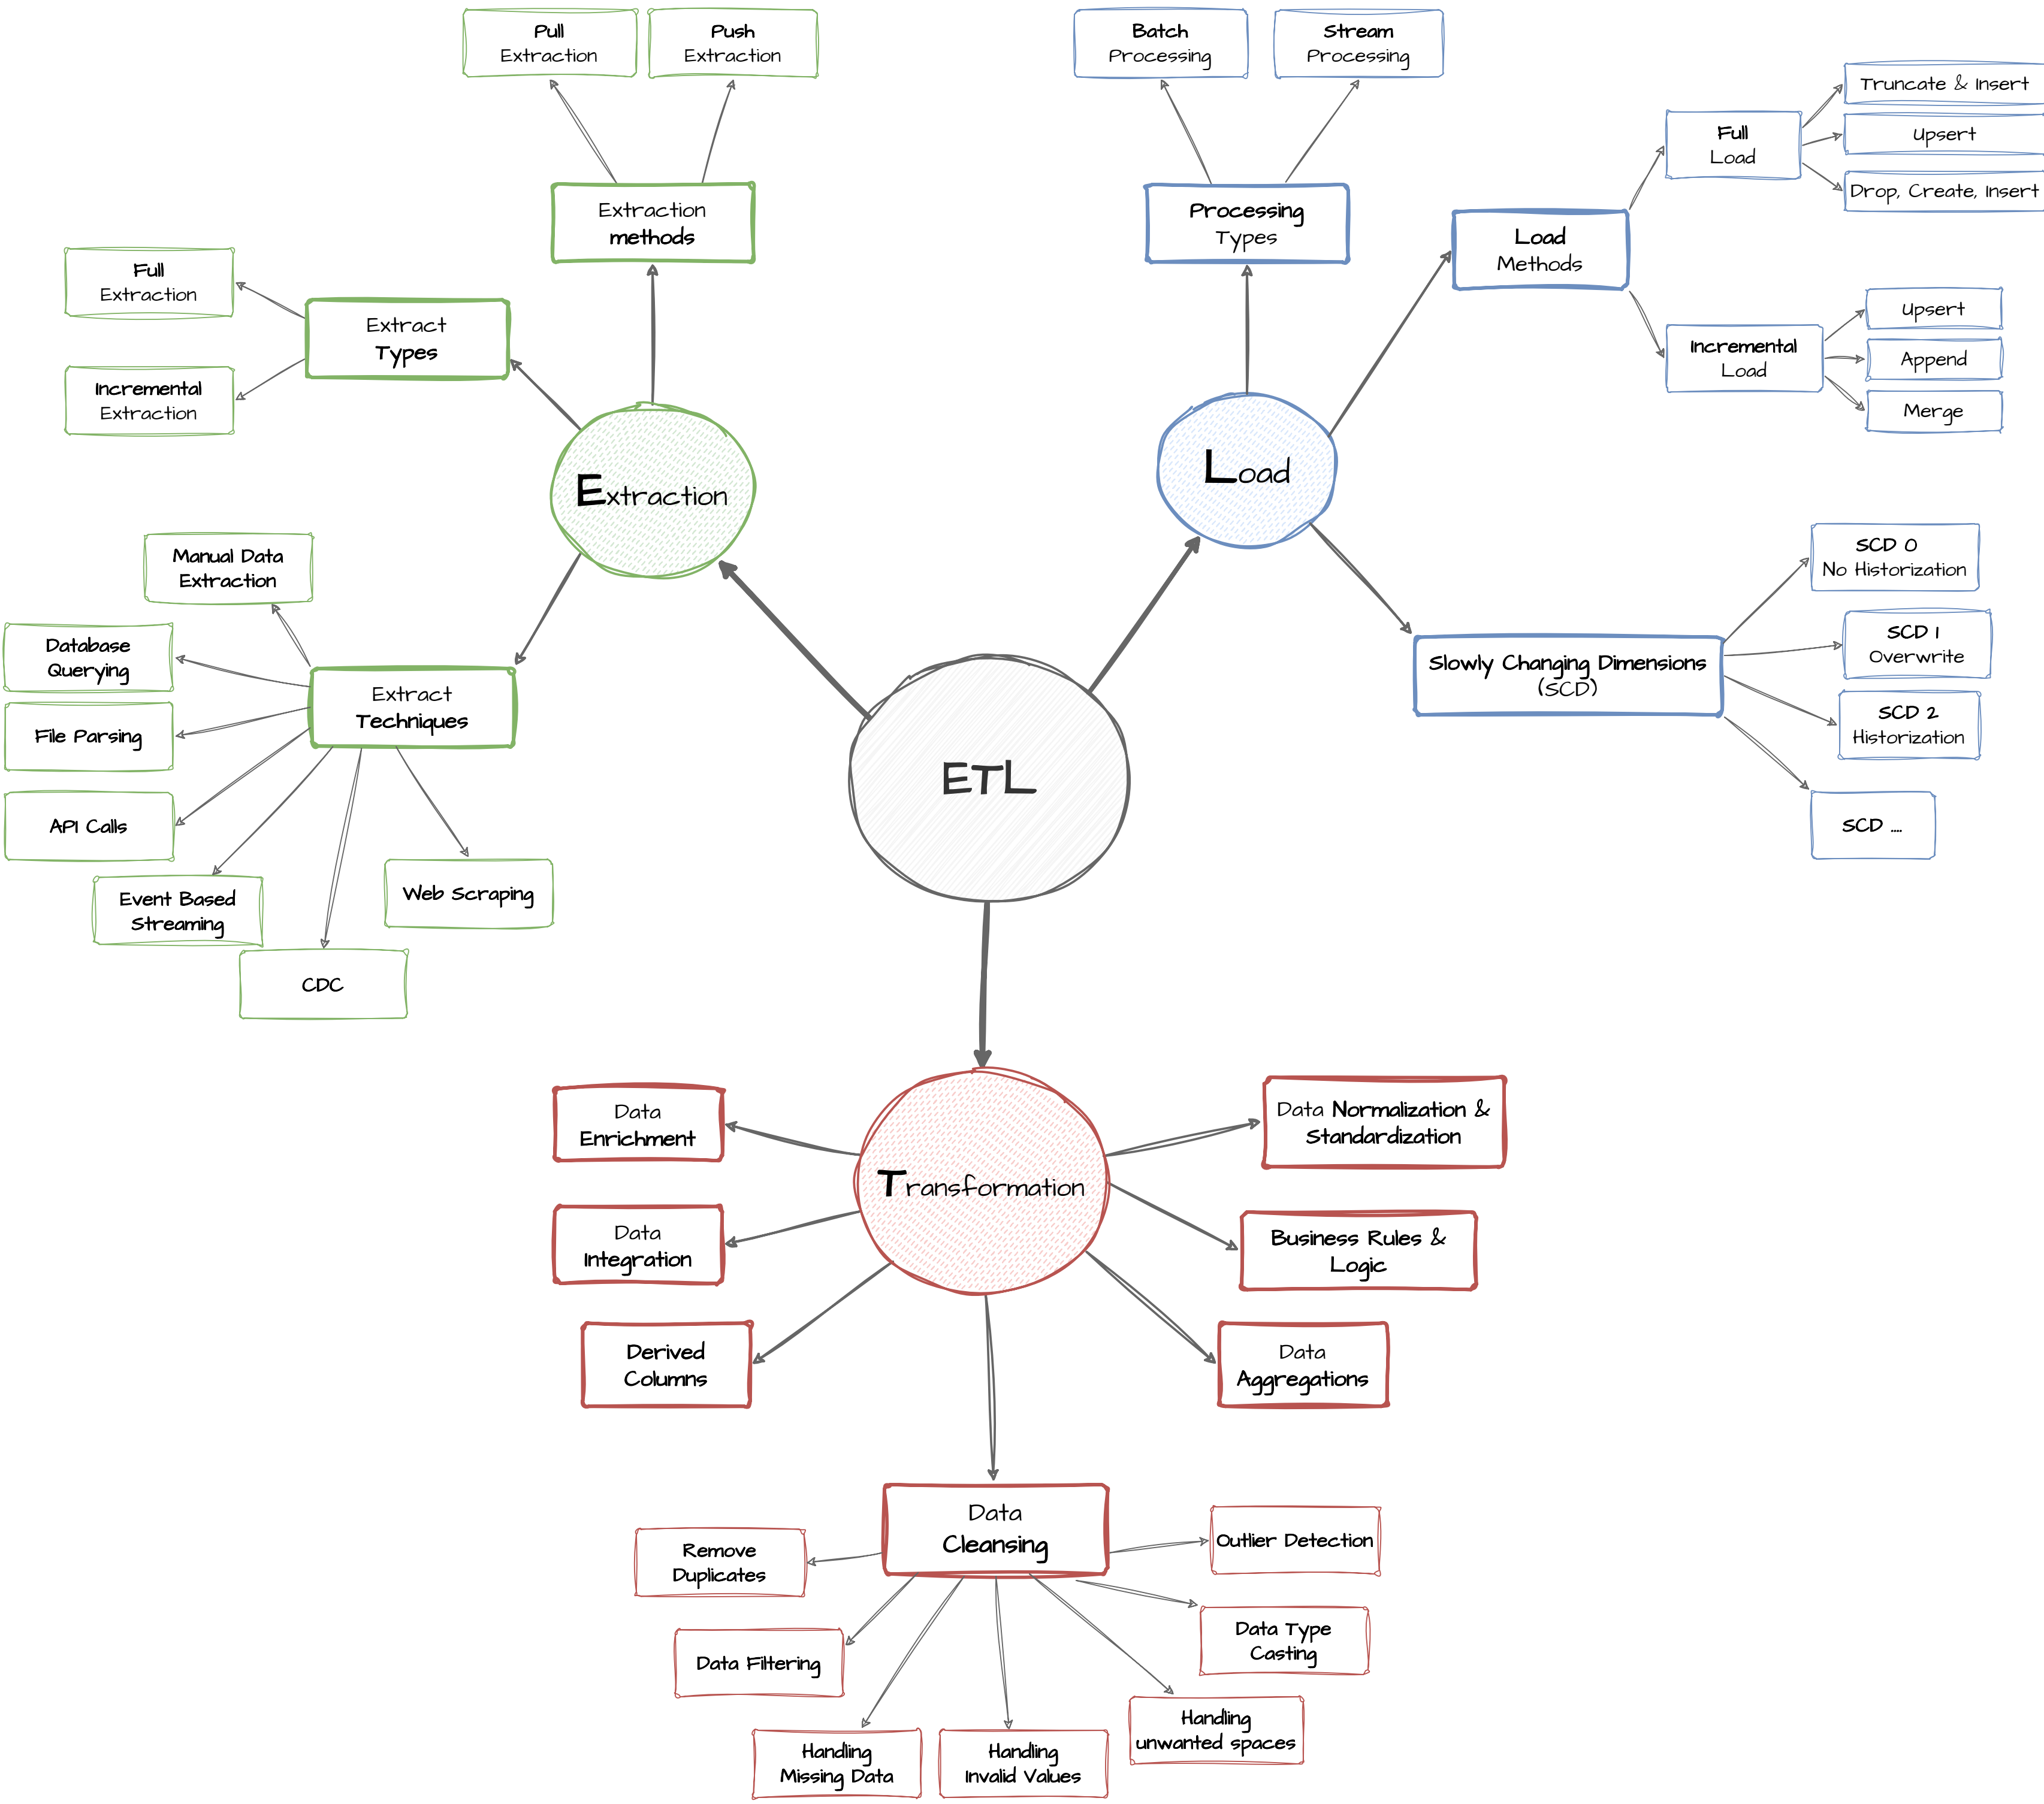 Pull
Extraction
Push
Extraction
Extraction
methods
Full
Extraction
Incremental
Extraction
Extract
Types
Extraction
Manual Data
Extraction
Database
Querying
File Parsing
API Calls
Event Based
Streaming
CDC
Web Scraping
Extract
Techniques
Batch
Processing
Stream
Processing
Processing
Types
Load
Load
Methods
Full
Load
Truncate & Insert
Upsert
Drop, Create, Insert
Incremental
Load
Upsert
Append
Merge
Slowly Changing Dimensions
(SCD)
SCD 0
No Historization
SCD 1
Overwrite
SCD 2
Historization
SCD ....
ETL
Transformation
Data
Enrichment
Data
Integration
Derived
Columns
Data Normalization &
Standardization
Business Rules &
Logic
Data
Aggregations
Data
Cleansing
Remove
Duplicates
Data Filtering
Handling
Missing Data
Handling
Invalid Values
Handling
unwanted spaces
Data Type
Casting
Outlier Detection